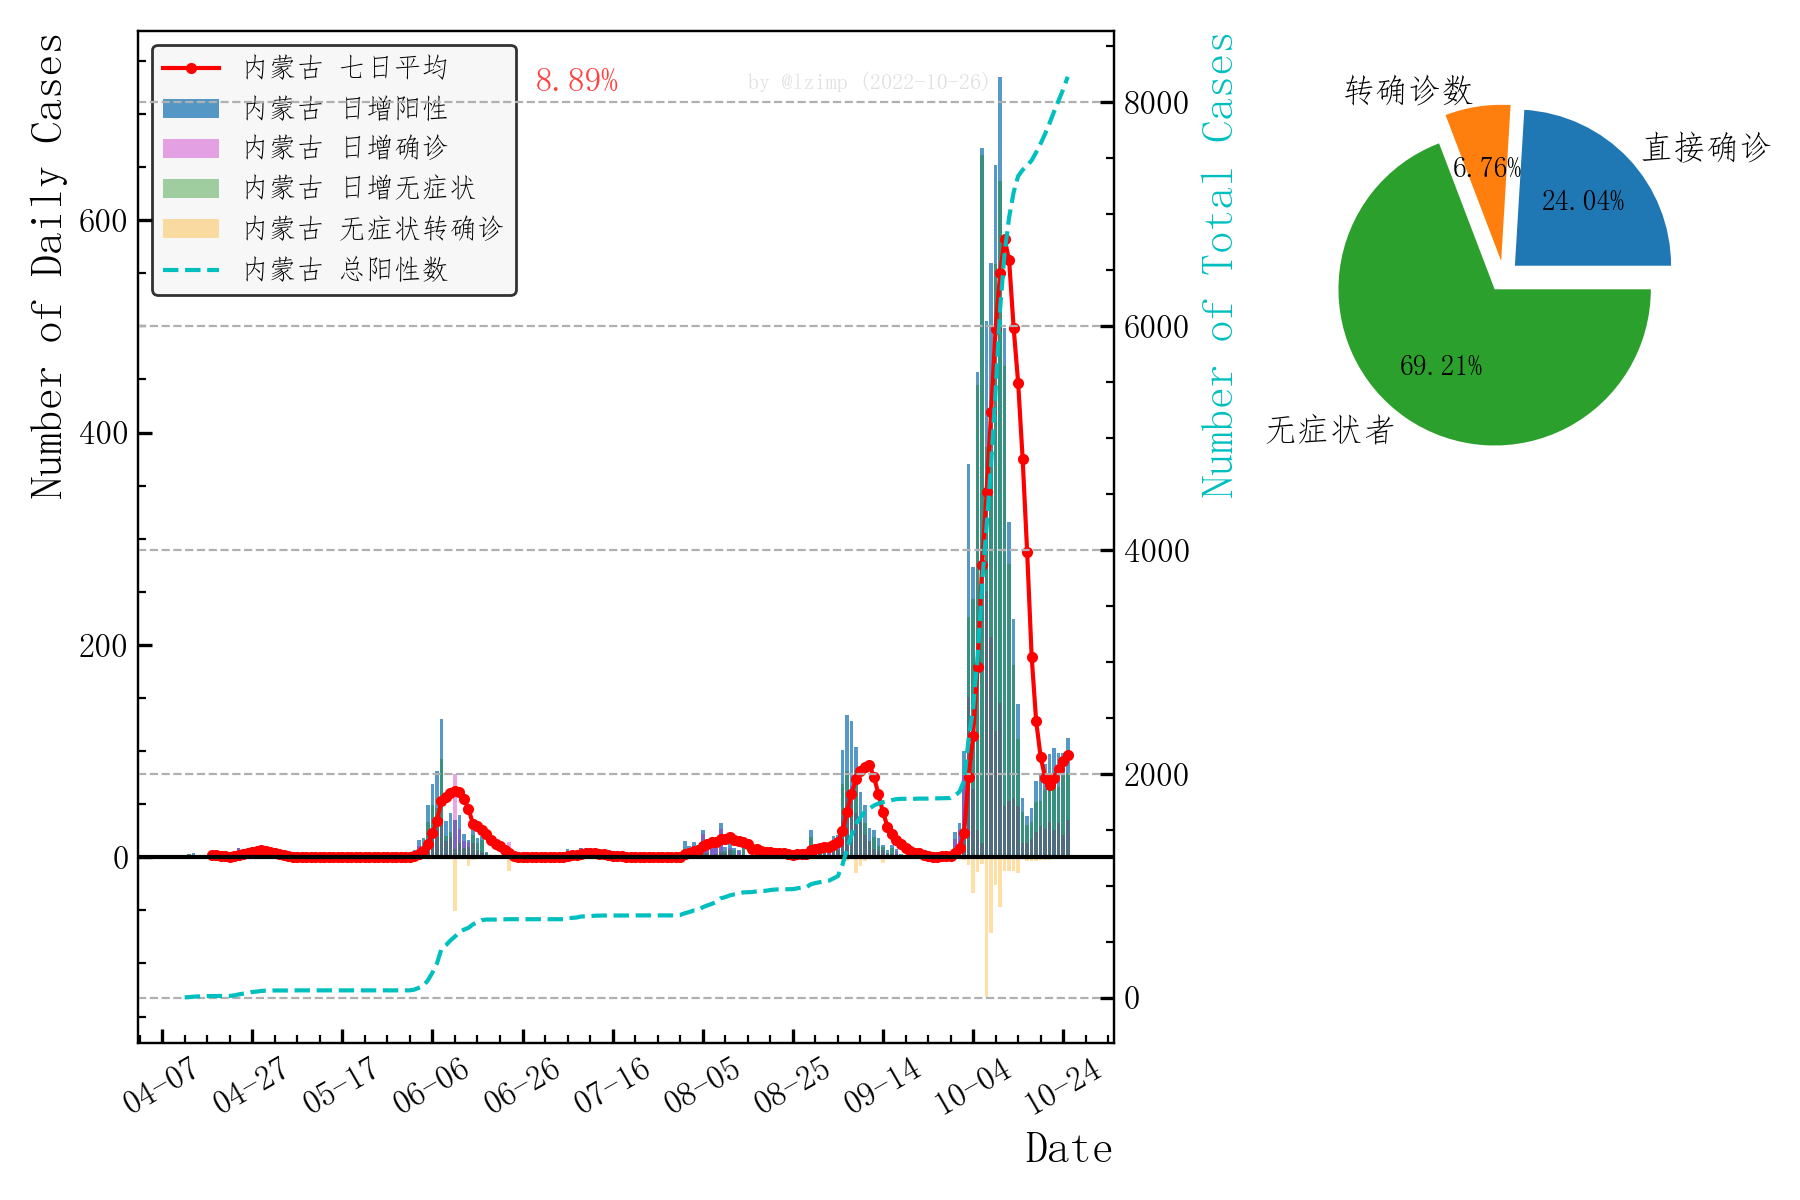 Number of Daily Cases
内蒙古 七日平均
内蒙古 日增阳性
内蒙古 日增确诊
内蒙古 日增无症状
内蒙古 无症状转确诊
内蒙古 总阳性数
8.89%
by @lzimp (2022-10-26)
600
400
200
0
8000
6000
4000
2000
0
Number of Total Cases
04-07
04-27
05-17
06-06
06-26
07-16
08-05
08-25
09-14
10-04
10-24
Date
转确诊数
直接确诊
6.76%
24.04%
69.21%
无症状者